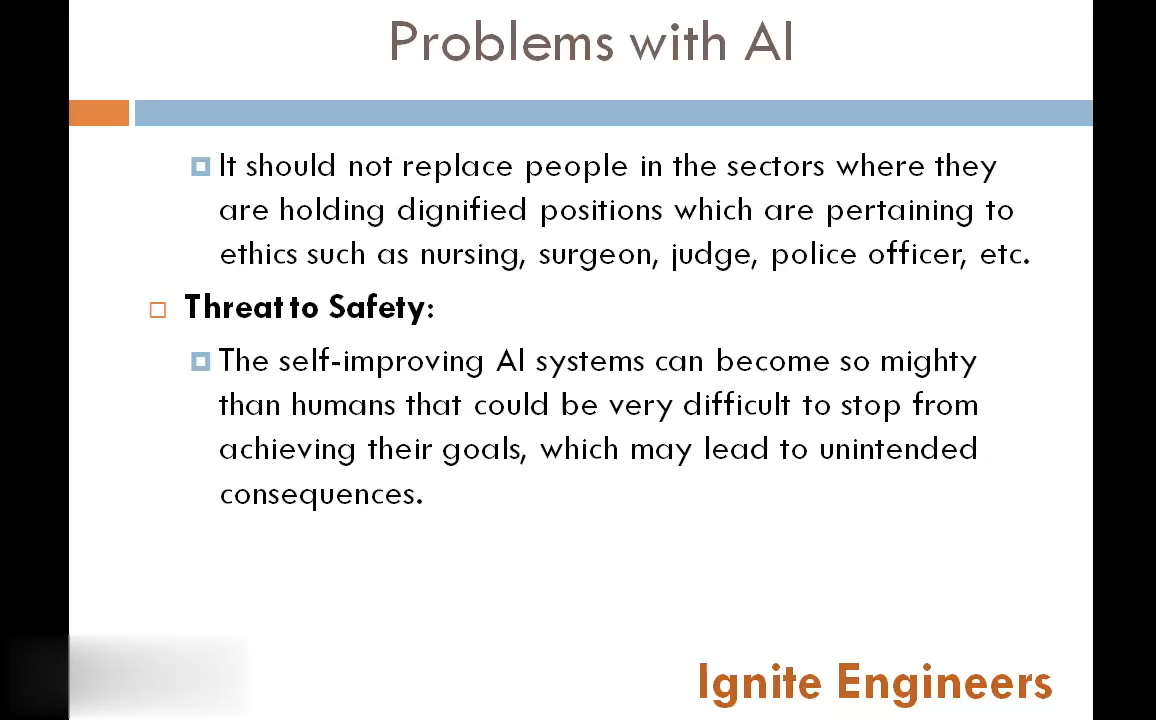 Problems with AI
It should not replace people in the sectors where they
are holding dignified positions which are pertaining to
ethics such as nursing, surgeon, judge, police officer, etc.
Threat to Safety:
The self-improving AI systems can become so mighty
than humans that could be very difficult to stop from
achieving their goals, which may lead to unintended
consequences.
Ignite Engineers